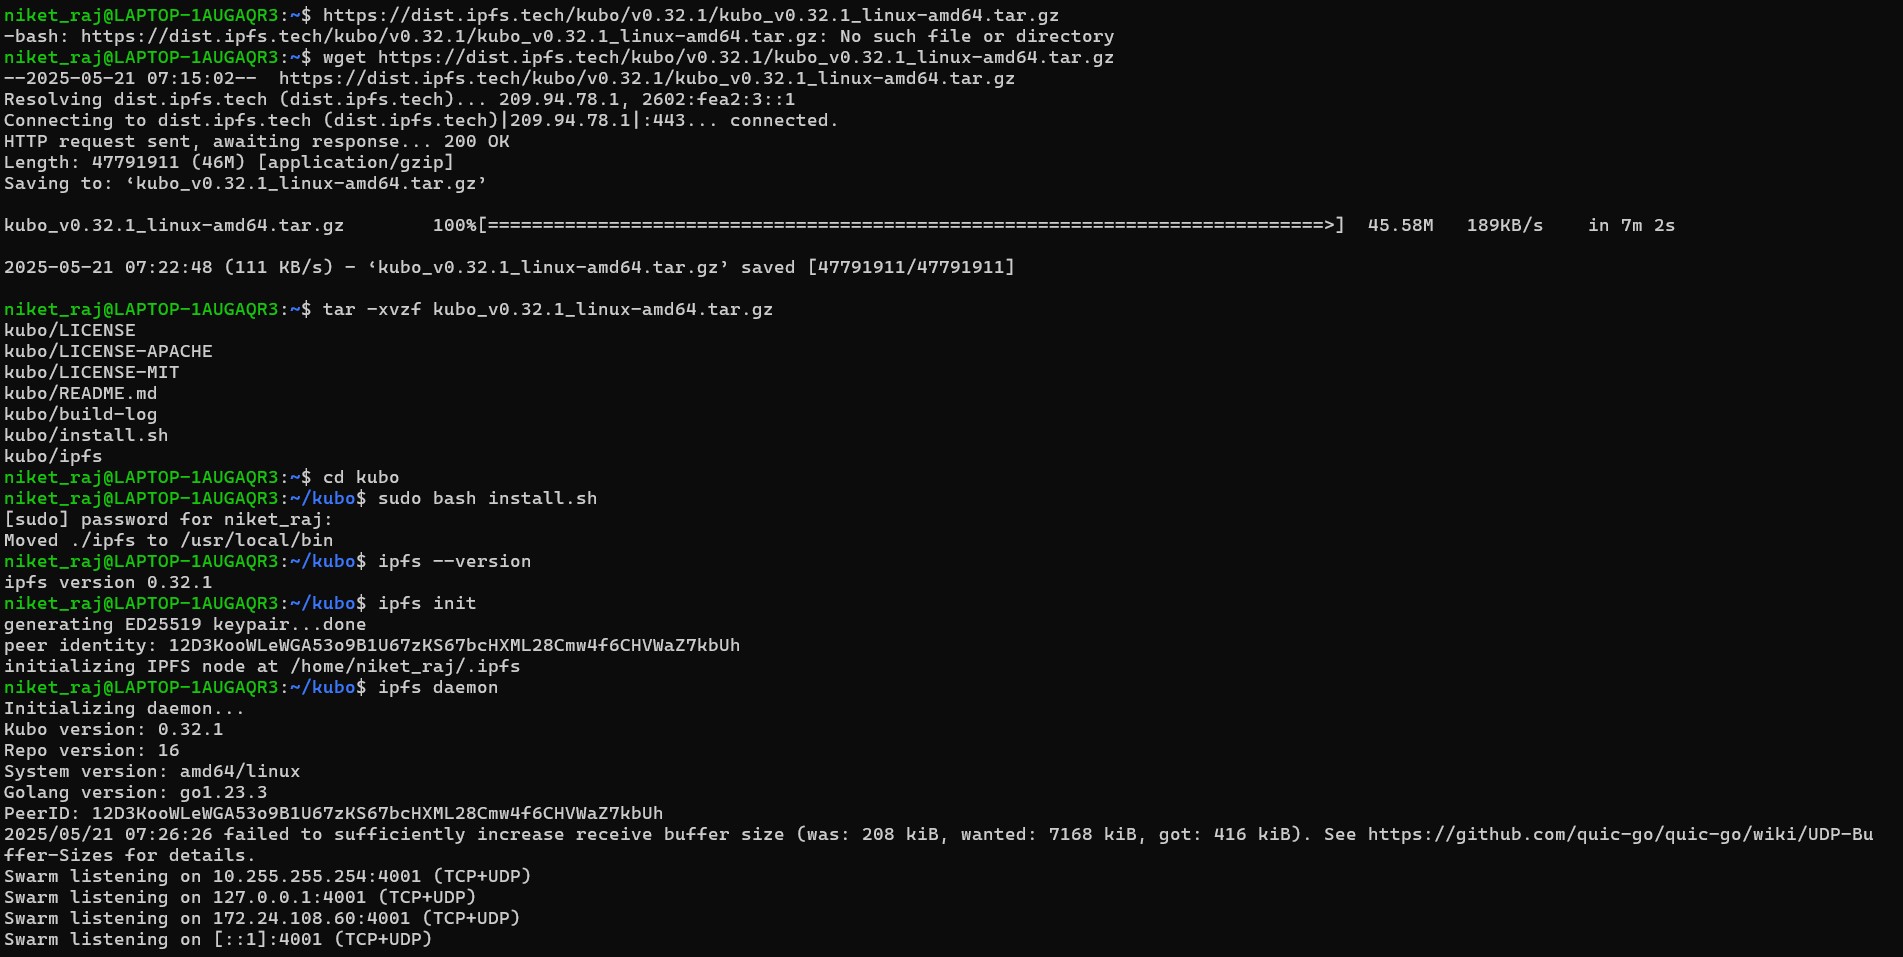 niket_raj@LAPTOP-1AUGAQR3:~$ https://dist.ipfs.tech/kubo/v0.32.1/kubo_v0.32.1_linux-amd64.tar.gz
-bash: https://dist.ipfs.tech/kubo/v0.32.1/kubo_v0.32.1_linux-amd64.tar.gz: No such file or directory
niket_raj@LAPTOP-1AUGAQR3:~$ wget https://dist.ipfs.tech/kubo/v0.32.1/kubo_v0.32.1_linux-amd64.tar.gz
--2025-05-21 07:15:02--  https://dist.ipfs.tech/kubo/v0.32.1/kubo_v0.32.1_linux-amd64.tar.gz
Resolving dist.ipfs.tech (dist.ipfs.tech)... 209.94.78.1, 2602:fea2:3::1
Connecting to dist.ipfs.tech (dist.ipfs.tech)|209.94.78.1|:443... connected.
HTTP request sent, awaiting response... 200 OK
Length: 47791911 (46M) [application/gzip]
Saving to: ‘kubo_v0.32.1_linux-amd64.tar.gz’
kubo_v0.32.1_linux-amd64.tar.gz        100%[============================================================================>]  45.58M   189KB/s    in 7m 2s
2025-05-21 07:22:48 (111 KB/s) - ‘kubo_v0.32.1_linux-amd64.tar.gz’ saved [47791911/47791911]
niket_raj@LAPTOP-1AUGAQR3:~$ tar -xvzf kubo_v0.32.1_linux-amd64.tar.gz
kubo/LICENSE
kubo/LICENSE-APACHE
kubo/LICENSE-MIT
kubo/README.md
kubo/build-log
kubo/install.sh
kubo/ipfs
niket_raj@LAPTOP-1AUGAQR3:~$ cd kubo
niket_raj@LAPTOP-1AUGAQR3:~/kubo$ sudo bash install.sh
[sudo] password for niket_raj:
Moved ./ipfs to /usr/local/bin
niket_raj@LAPTOP-1AUGAQR3:~/kubo$ ipfs --version
ipfs version 0.32.1
niket_raj@LAPTOP-1AUGAQR3:~/kubo$ ipfs init
generating ED25519 keypair...done
peer identity: 12D3KooWLeWGA53o9B1U67zKS67bcHXML28Cmw4f6CHVWaZ7kbUh
initializing IPFS node at /home/niket_raj/.ipfs
niket_raj@LAPTOP-1AUGAQR3:~/kubo$ ipfs daemon
Initializing daemon...
Kubo version: 0.32.1
Repo version: 16
System version: amd64/linux
Golang version: go1.23.3
PeerID: 12D3KooWLeWGA53o9B1U67zKS67bcHXML28Cmw4f6CHVWaZ7kbUh
2025/05/21 07:26:26 failed to sufficiently increase receive buffer size (was: 208 kiB, wanted: 7168 kiB, got: 416 kiB). See https://github.com/quic-go/quic-go/wiki/UDP-Bu
ffer-Sizes for details.
Swarm listening on 10.255.255.254:4001 (TCP+UDP)
Swarm listening on 127.0.0.1:4001 (TCP+UDP)
Swarm listening on 172.24.108.60:4001 (TCP+UDP)
Swarm listening on [::1]:4001 (TCP+UDP)